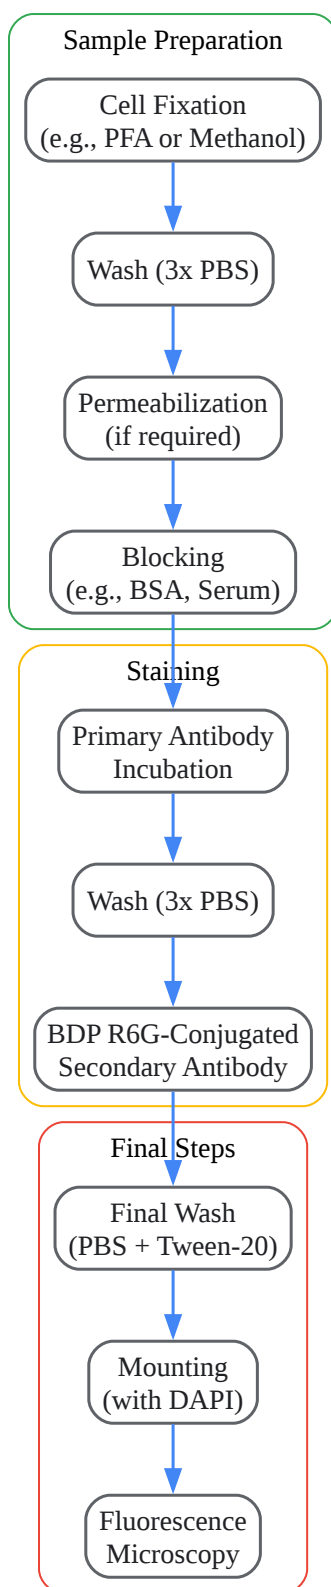 Sample Preparation
Cell Fixation
(e.g., PFA or Methanol)
Wash (3x PBS)
Permeabilization
(if required)
Blocking
(e.g., BSA, Serum)
Staining
Primary Antibody
Incubation
Wash (3x PBS)
BDP R6G-Conjugated
Secondary Antibody
Final Steps
Final Wash
(PBS + Tween-20)
Mounting
(with DAPI)
Fluorescence
Microscopy